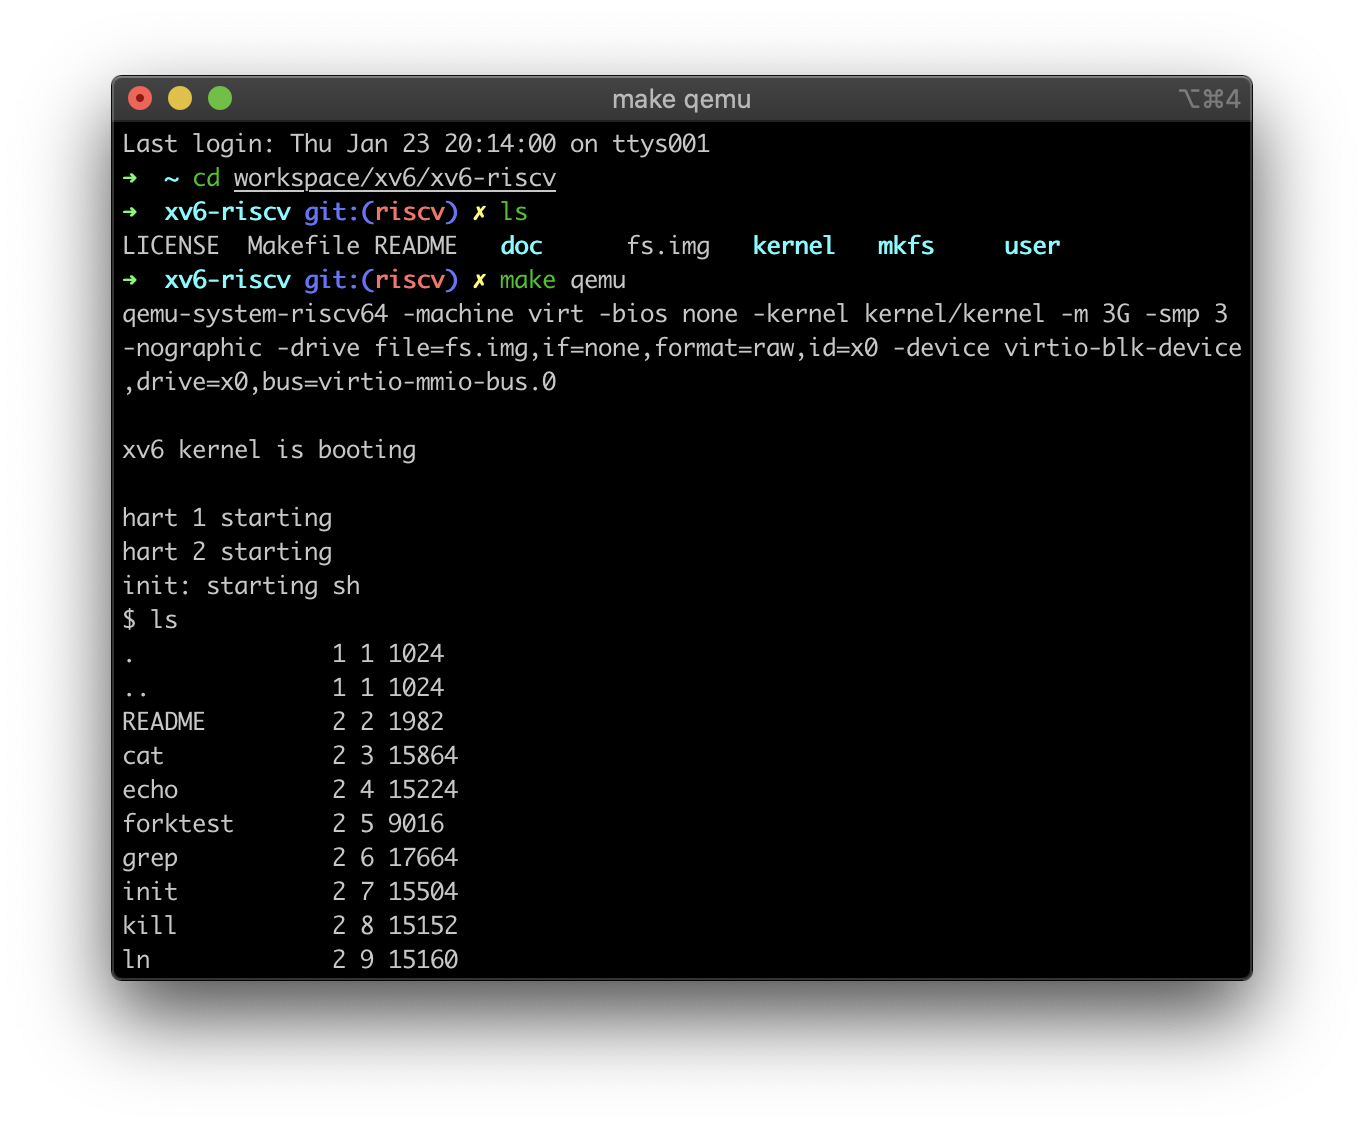 make qemu ⌥⌘4
Last login: Thu Jan 23 20:14:00 on ttys001
➜  ~ cd workspace/xv6/xv6-riscv
➜  xv6-riscv git:(riscv) ✗ ls
LICENSE  Makefile README   doc      fs.img   kernel   mkfs     user
➜  xv6-riscv git:(riscv) ✗ make qemu
qemu-system-riscv64 -machine virt -bios none -kernel kernel/kernel -m 3G -smp 3
-nographic -drive file=fs.img,if=none,format=raw,id=x0 -device virtio-blk-device
,drive=x0,bus=virtio-mmio-bus.0
xv6 kernel is booting
hart 1 starting
hart 2 starting
init: starting sh
$ ls
.              1 1 1024
..             1 1 1024
README         2 2 1982
cat            2 3 15864
echo           2 4 15224
forktest       2 5 9016
grep           2 6 17664
init           2 7 15504
kill           2 8 15152
ln             2 9 15160